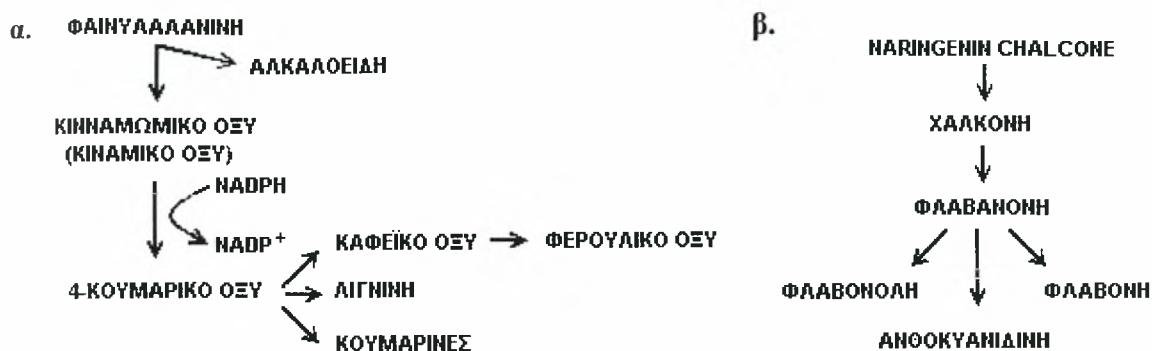 α.
ΦΑΙΝΥΛΑΛΑΝΙΝΗ
ΑΛΚΑΛΟΕΙΔΗ
ΚΙΝΝΑΜΩΜΙΚΟ ΟΞΥ
(ΚΙΝΑΜΙΚΟ ΟΞΥ)
NADPH
NADP+
4-ΚΟΥΜΑΡΙΚΟ ΟΞΥ
ΚΑΦΕΪΚΟ ΟΞΥ
ΦΕΡΟΥΛΙΚΟ ΟΞΥ
ΛΙΓΝΙΝΗ
ΚΟΥΜΑΡΙΝΕΣ
β.
NARINGENIN CHALCONE
ΧΑΛΚΟΝΗ
ΦΛΑΒΑΝΟΝΗ
ΦΛΑΒΟΝΟΛΗ
ΦΛΑΒΟΝΗ
ΑΝΘΟΚΥΑΝΙΔΙΝΗ